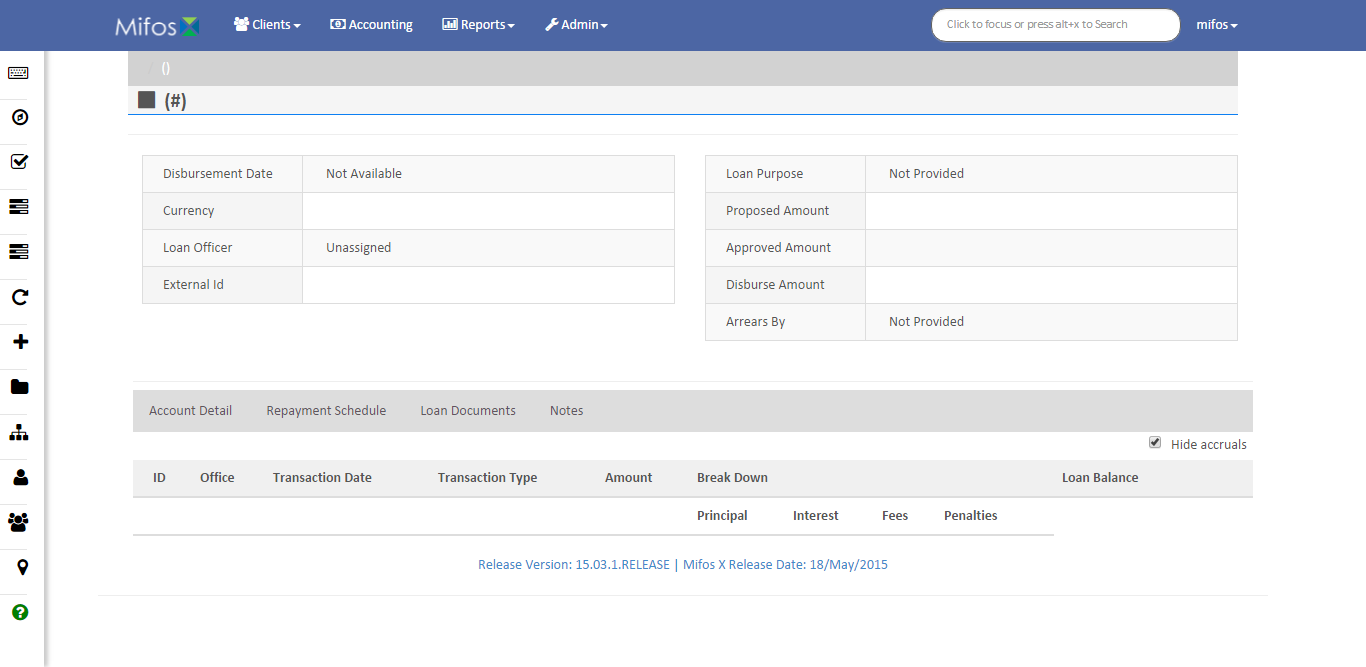 Mifos Clients Accounting Reports Admin Click to focus or press alt+x to Search mifos
/ ()
(#)
Disbursement Date Not Available
Currency
Loan Officer Unassigned
External Id
Loan Purpose Not Provided
Proposed Amount
Approved Amount
Disburse Amount
Arrears By Not Provided
Account Detail Repayment Schedule Loan Documents Notes
Hide accruals
ID Office Transaction Date Transaction Type Amount Break Down Loan Balance
Principal Interest Fees Penalties
Release Version: 15.03.1.RELEASE | Mifos X Release Date: 18/May/2015